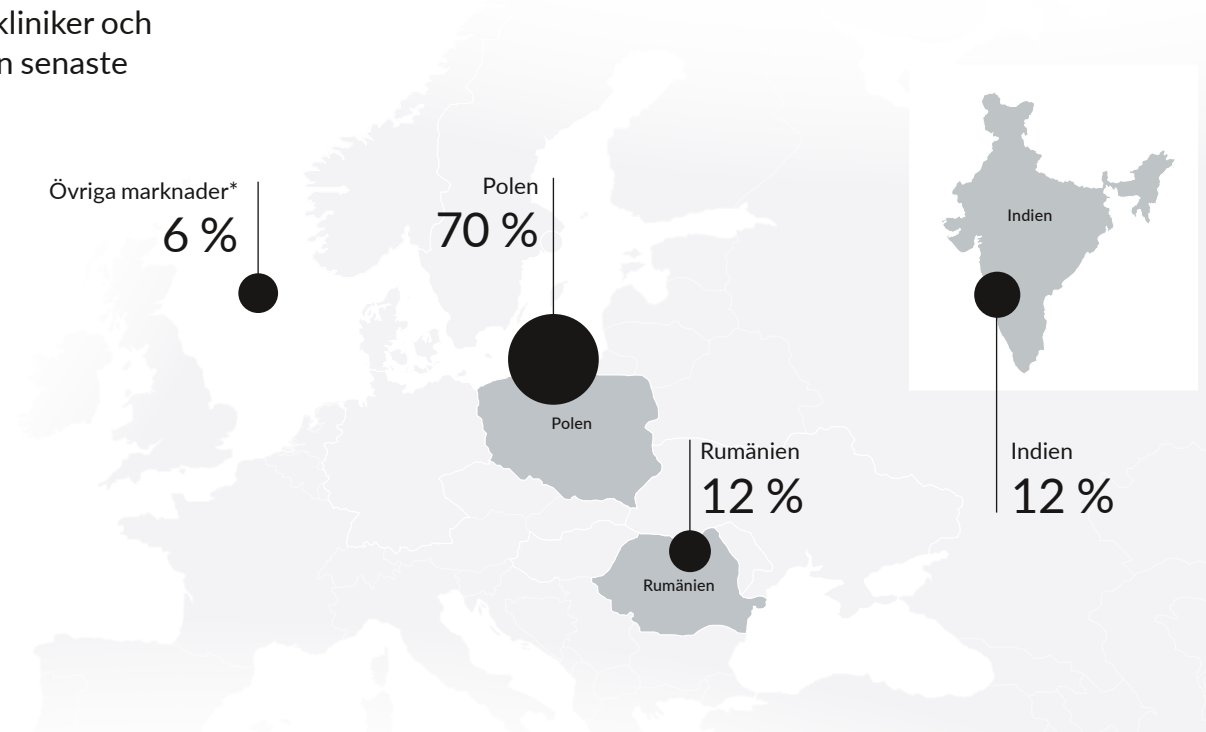 kliniker och
n senaste
Övriga marknader*
6 %
Polen
70 %
Polen
Rumänien
12 %
Rumänien
Indien
Indien
12 %